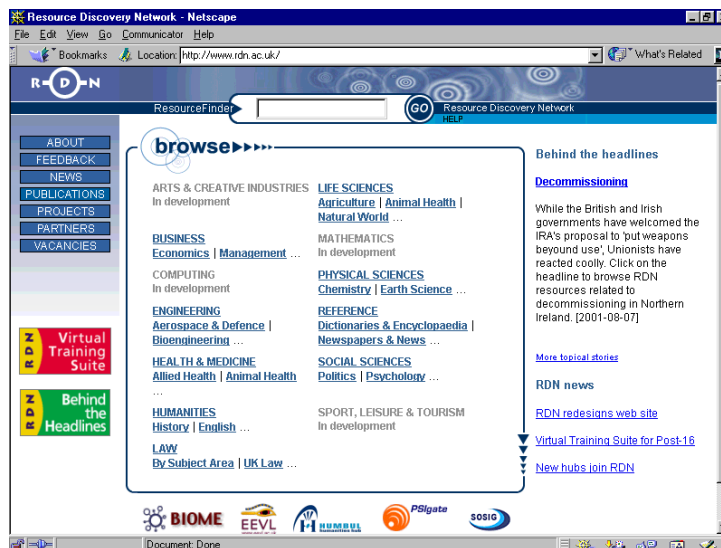 Resource Discovery Network - Netscape
File Edit View Go Communicator Help
Bookmarks Location: http://www.rdn.ac.uk/ What's Related
R-D-N
ResourceFinder GO Resource Discovery Network
HELP
ABOUT
FEEDBACK
NEWS
PUBLICATIONS
PROJECTS
PARTNERS
VACANCIES
RDN Virtual
Training
Suite
RDN Behind
the
Headlines
browse
ARTS & CREATIVE INDUSTRIES
In development
BUSINESS
Economics | Management ...
COMPUTING
In development
ENGINEERING
Aerospace & Defence |
Bioengineering ...
HEALTH & MEDICINE
Allied Health | Animal Health
...
HUMANITIES
History | English ...
LAW
By Subject Area | UK Law ...
LIFE SCIENCES
Agriculture | Animal Health |
Natural World ...
MATHEMATICS
In development
PHYSICAL SCIENCES
Chemistry | Earth Science ...
REFERENCE
Dictionaries & Encyclopaedia |
Newspapers & News ...
SOCIAL SCIENCES
Politics | Psychology ...
SPORT, LEISURE & TOURISM
In development
Behind the headlines
Decommissioning
While the British and Irish
governments have welcomed the
IRA's proposal to 'put weapons
beyound use', Unionists have
reacted coolly. Click on the
headline to browse RDN
resources related to
decommissioning in Northern
Ireland. [2001-08-07]
More topical stories
RDN news
RDN redesigns web site
Virtual Training Suite for Post-16
New hubs join RDN
BIOME
EEVL
HUMBUL
humanities hub
PSIgate
SOSIG
Document: Done